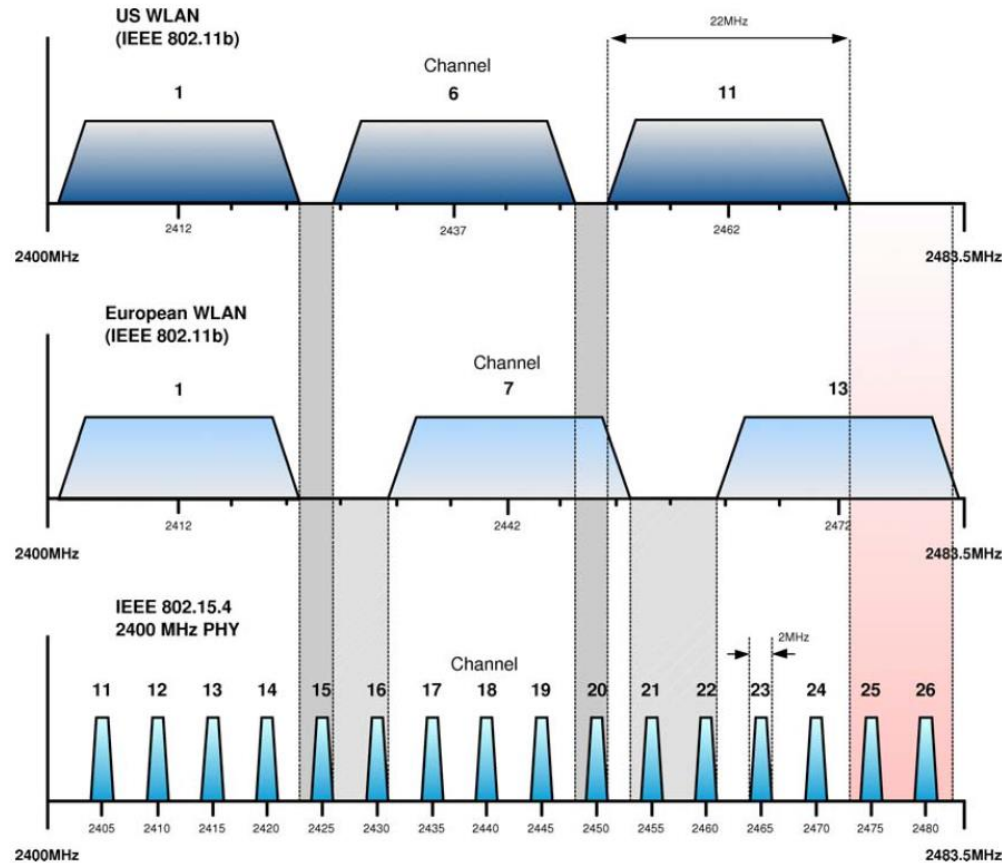 US WLAN
(IEEE 802.11b)
22MHz
Channel
1 6 11
2412 2437 2462
2400MHz 2483.5MHz
European WLAN
(IEEE 802.11b)
Channel
1 7 13
2412 2442 2472
2400MHz 2483.5MHz
IEEE 802.15.4
2400 MHz PHY
2MHz
Channel
11 12 13 14 15 16 17 18 19 20 21 22 23 24 25 26
2405 2410 2415 2420 2425 2430 2435 2440 2445 2450 2455 2460 2465 2470 2475 2480
2400MHz 2483.5MHz